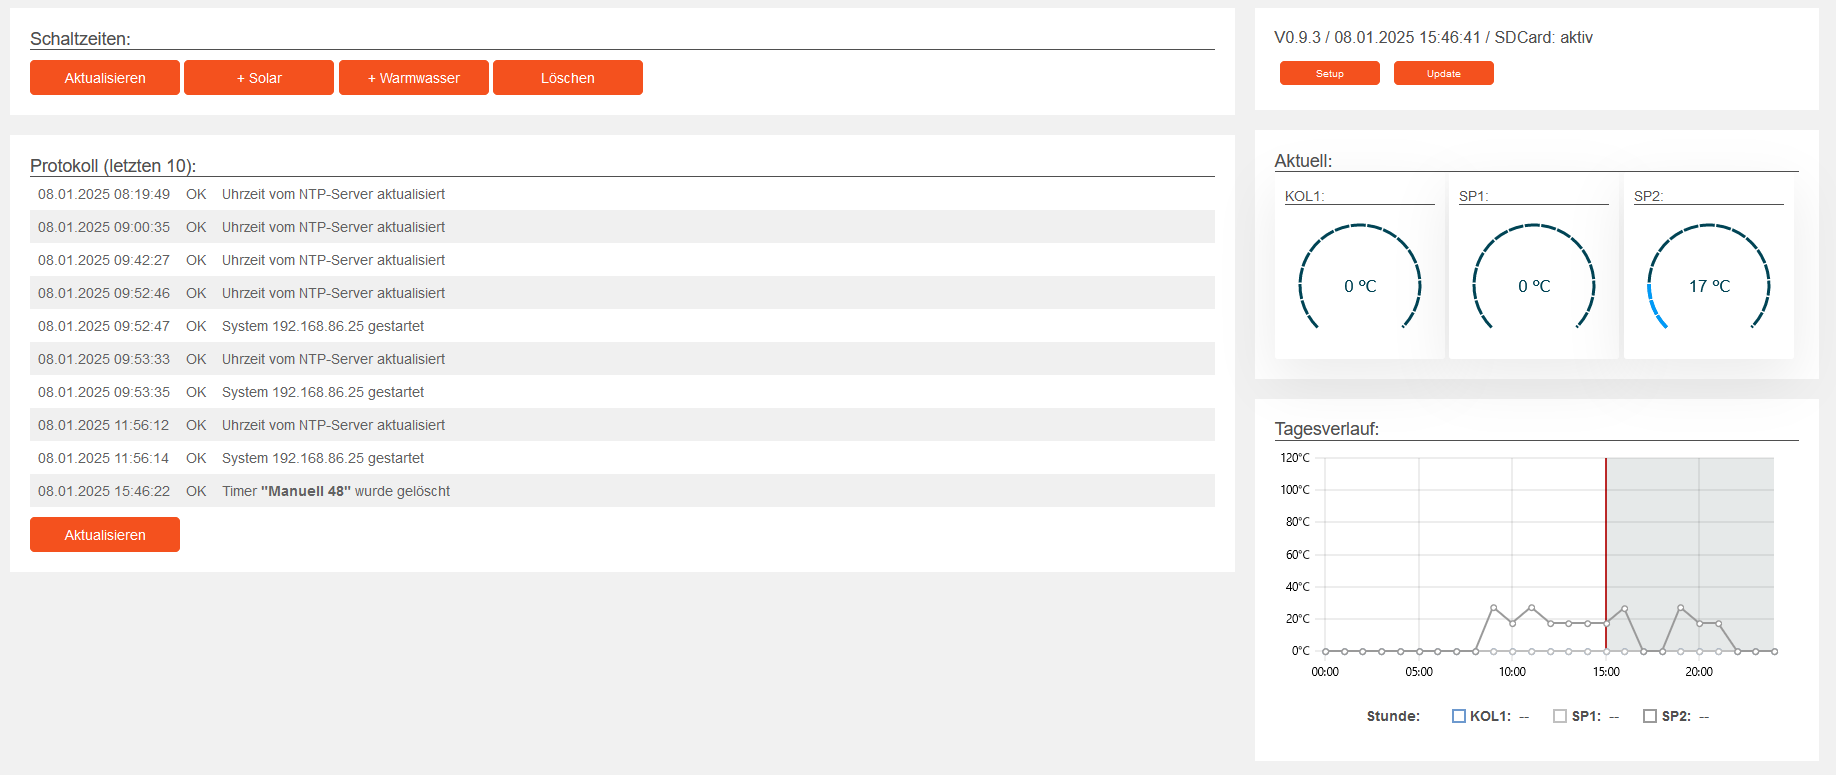 Schaltzeiten:
Aktualisieren + Solar + Warmwasser Löschen
Protokoll (letzten 10):
08.01.2025 08:19:49 OK Uhrzeit vom NTP-Server aktualisiert
08.01.2025 09:00:35 OK Uhrzeit vom NTP-Server aktualisiert
08.01.2025 09:42:27 OK Uhrzeit vom NTP-Server aktualisiert
08.01.2025 09:52:46 OK Uhrzeit vom NTP-Server aktualisiert
08.01.2025 09:52:47 OK System 192.168.86.25 gestartet
08.01.2025 09:53:33 OK Uhrzeit vom NTP-Server aktualisiert
08.01.2025 09:53:35 OK System 192.168.86.25 gestartet
08.01.2025 11:56:12 OK Uhrzeit vom NTP-Server aktualisiert
08.01.2025 11:56:14 OK System 192.168.86.25 gestartet
08.01.2025 15:46:22 OK Timer "Manuell 48" wurde gelöscht
Aktualisieren
V0.9.3 / 08.01.2025 15:46:41 / SDCard: aktiv
Setup Update
Aktuell:
KOL1: SP1: SP2:
0 ºC 0 ºC 17 ºC
Tagesverlauf:
120°C
100°C
80°C
60°C
40°C
20°C
0°C
00:00 05:00 10:00 15:00 20:00
Stunde: KOL1: -- SP1: -- SP2: --